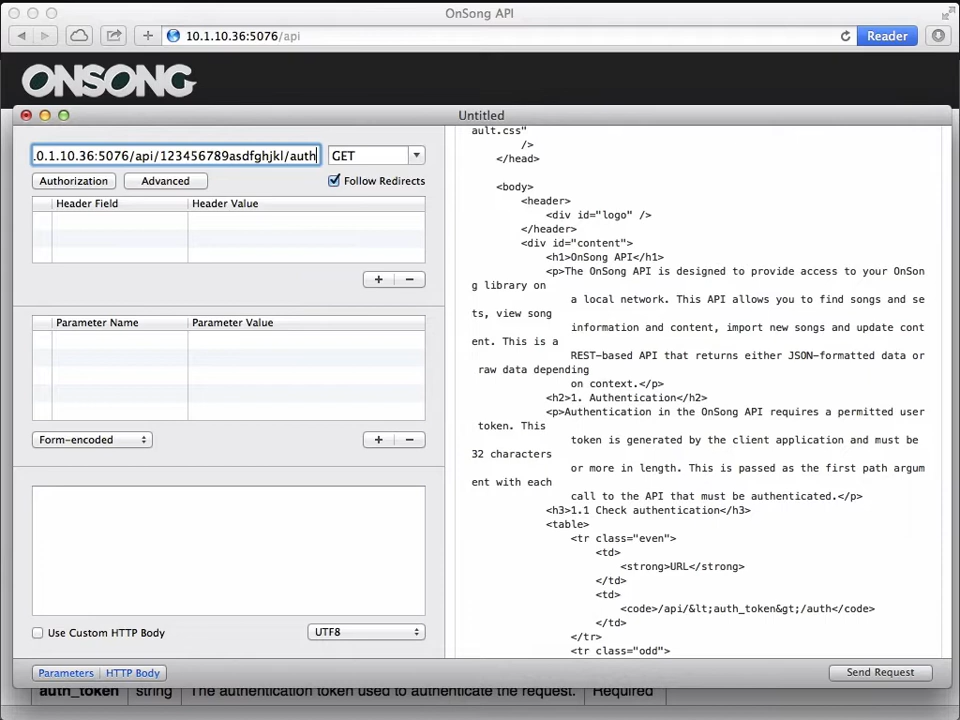 OnSong API
10.1.10.36:5076/api
Reader
ONSONG
Untitled
.0.1.10.36:5076/api/123456789asdfghjkl/auth
GET
Authorization
Advanced
Follow Redirects
Header Field
Header Value
+ −
Parameter Name
Parameter Value
Form-encoded
+ −
Use Custom HTTP Body
UTF8
Parameters
HTTP Body
ault.css"
/>
</head>
<body>
<header>
<div id="logo" />
</header>
<div id="content">
<h1>OnSong API</h1>
<p>The OnSong API is designed to provide access to your OnSon
g library on
a local network. This API allows you to find songs and se
ts, view song
information and content, import new songs and update cont
ent. This is a
REST-based API that returns either JSON-formatted data or
raw data depending
on context.</p>
<h2>1. Authentication</h2>
<p>Authentication in the OnSong API requires a permitted user
token. This
token is generated by the client application and must be
32 characters
or more in length. This is passed as the first path argum
ent with each
call to the API that must be authenticated.</p>
<h3>1.1 Check authentication</h3>
<table>
<tr class="even">
<td>
<strong>URL</strong>
</td>
<td>
<code>/api/&lt;auth_token&gt;/auth</code>
</td>
</tr>
<tr class="odd">
Send Request
auth_token string The authentication token used to authenticate the request. Required